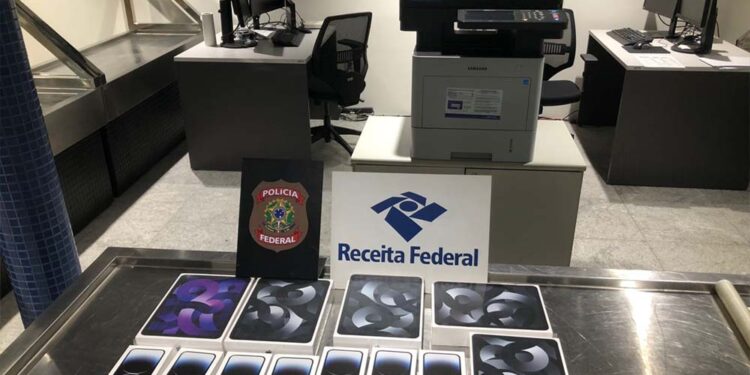 SAMSUNG
POLICIA
FEDERAL
Receita Federal